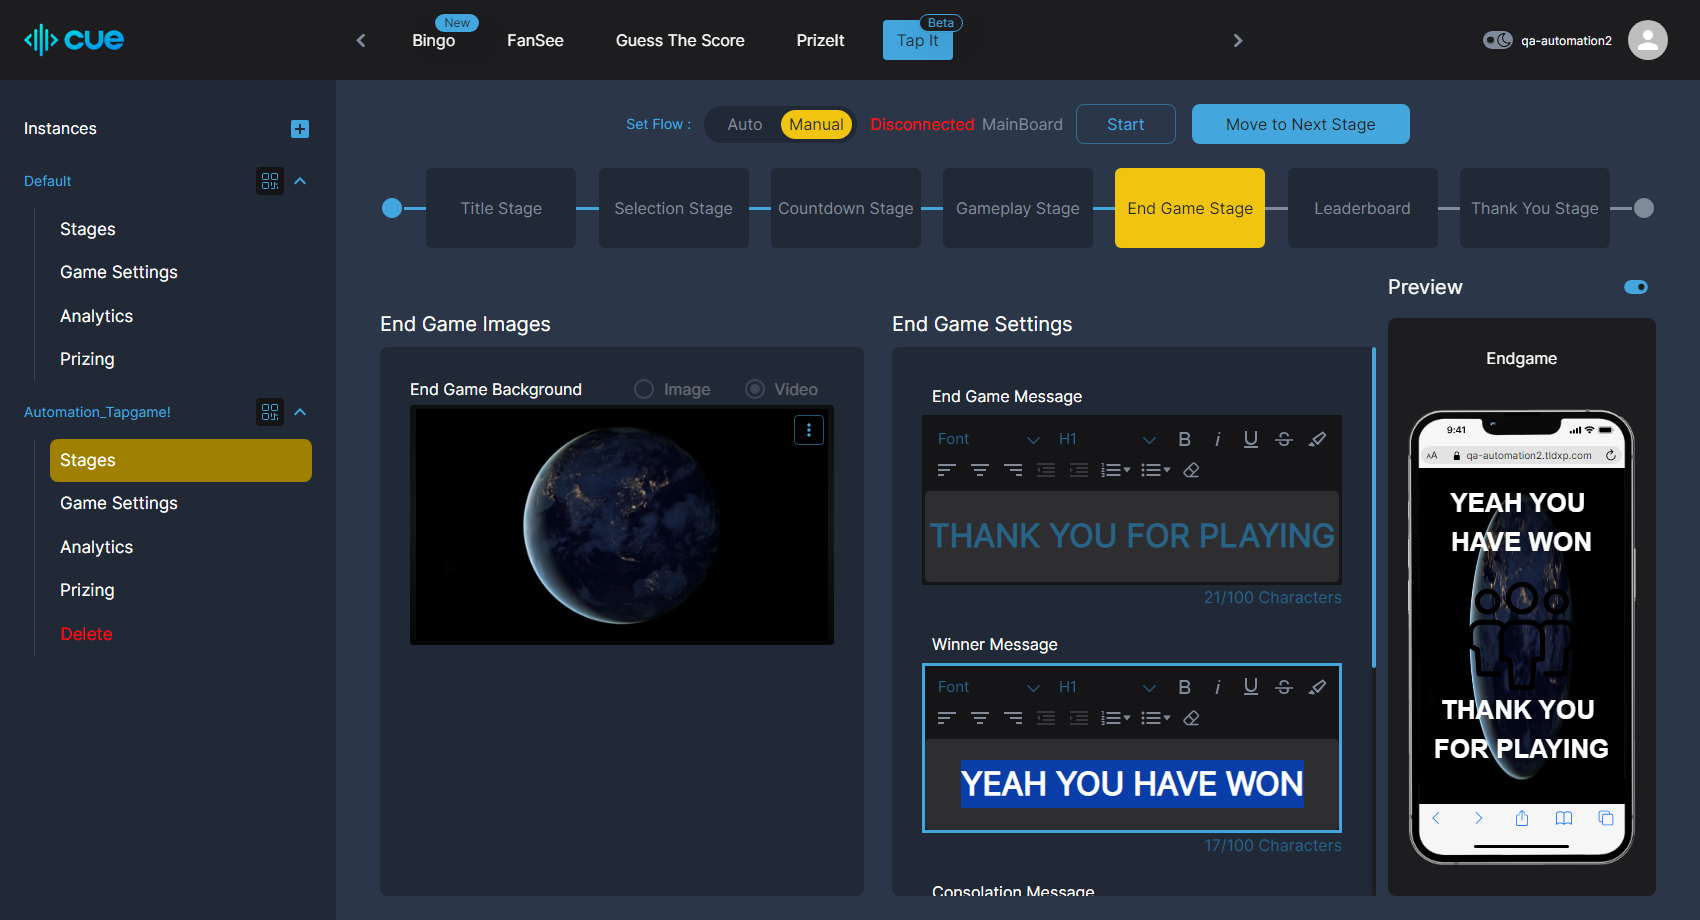 cue
New
Bingo
FanSee
Guess The Score
PrizeIt
Beta
Tap It
qa-automation2
Instances
Default
Stages
Game Settings
Analytics
Prizing
Automation_Tapgame!
Stages
Game Settings
Analytics
Prizing
Delete
Set Flow :
Auto
Manual
Disconnected MainBoard
Start
Move to Next Stage
Title Stage
Selection Stage
Countdown Stage
Gameplay Stage
End Game Stage
Leaderboard
Thank You Stage
End Game Images
End Game Background
Image
Video
End Game Settings
End Game Message
Font
H1
B
i
U
S
THANK YOU FOR PLAYING
21/100 Characters
Winner Message
Font
H1
B
i
U
S
YEAH YOU HAVE WON
17/100 Characters
Consolation Message
Preview
Endgame
9:41
AA
qa-automation2.tldxp.com
YEAH YOU
HAVE WON
THANK YOU
FOR PLAYING